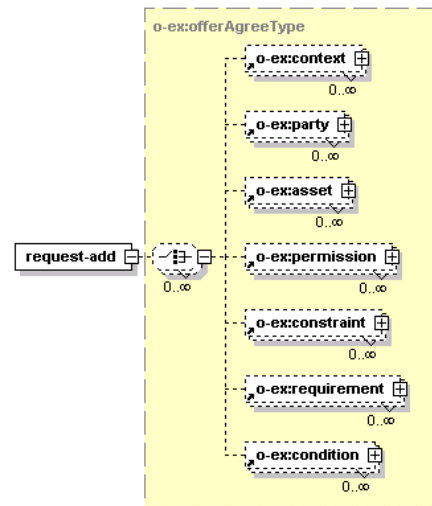 o-ex:offerAgreeType
o-ex:context
0..∞
o-ex:party
0..∞
o-ex:asset
0..∞
request-add
0..∞
o-ex:permission
0..∞
o-ex:constraint
0..∞
o-ex:requirement
0..∞
o-ex:condition
0..∞